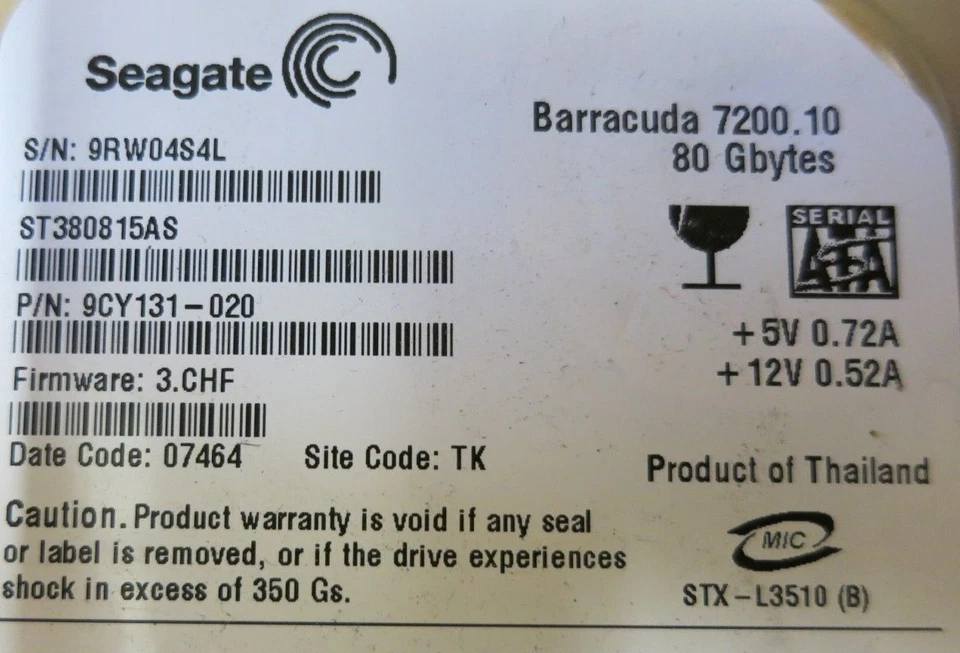 Seagate
Barracuda 7200.10
80 Gbytes
S/N: 9RW04S4L
ST380815AS
P/N: 9CY131-020
Firmware: 3.CHF
Date Code: 07464 Site Code: TK
SERIAL
ATA
+5V 0.72A
+12V 0.52A
Product of Thailand
Caution. Product warranty is void if any seal
or label is removed, or if the drive experiences
shock in excess of 350 Gs.
MIC
STX-L3510 (B)